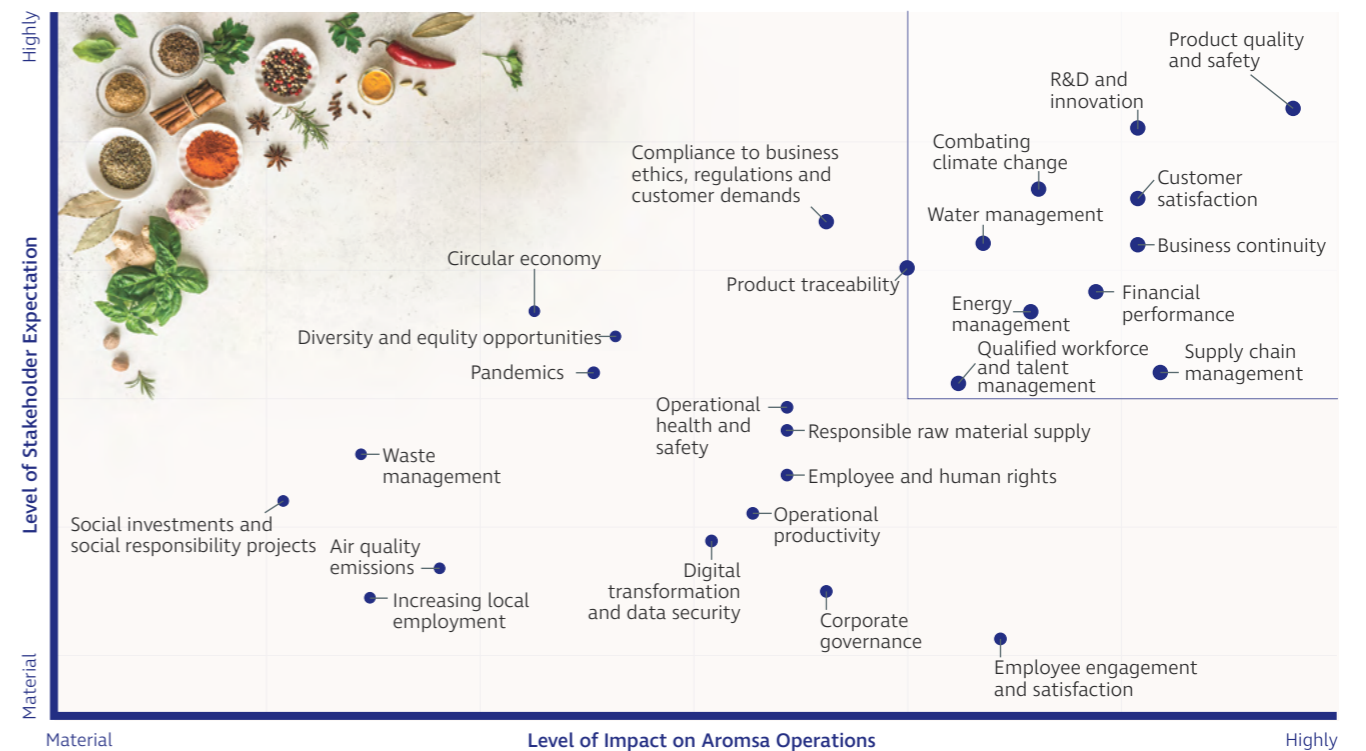 Highly
Level of Stakeholder Expectation
Material
Product quality
and safety
R&D and
innovation
Combating
climate change
Compliance to business
ethics, regulations and
customer demands
Customer
satisfaction
Water management
Business continuity
Circular economy
Product traceability
Financial
performance
Energy
management
Diversity and equlity opportunities
Qualified workforce
and talent
management
Supply chain
management
Pandemics
Operational
health and
safety
Responsible raw material supply
Waste
management
Employee and human rights
Social investments and
social responsibility projects
Operational
productivity
Air quality
emissions
Digital
transformation
and data security
Increasing local
employment
Corporate
governance
Employee engagement
and satisfaction
Material
Level of Impact on Aromsa Operations
Highly